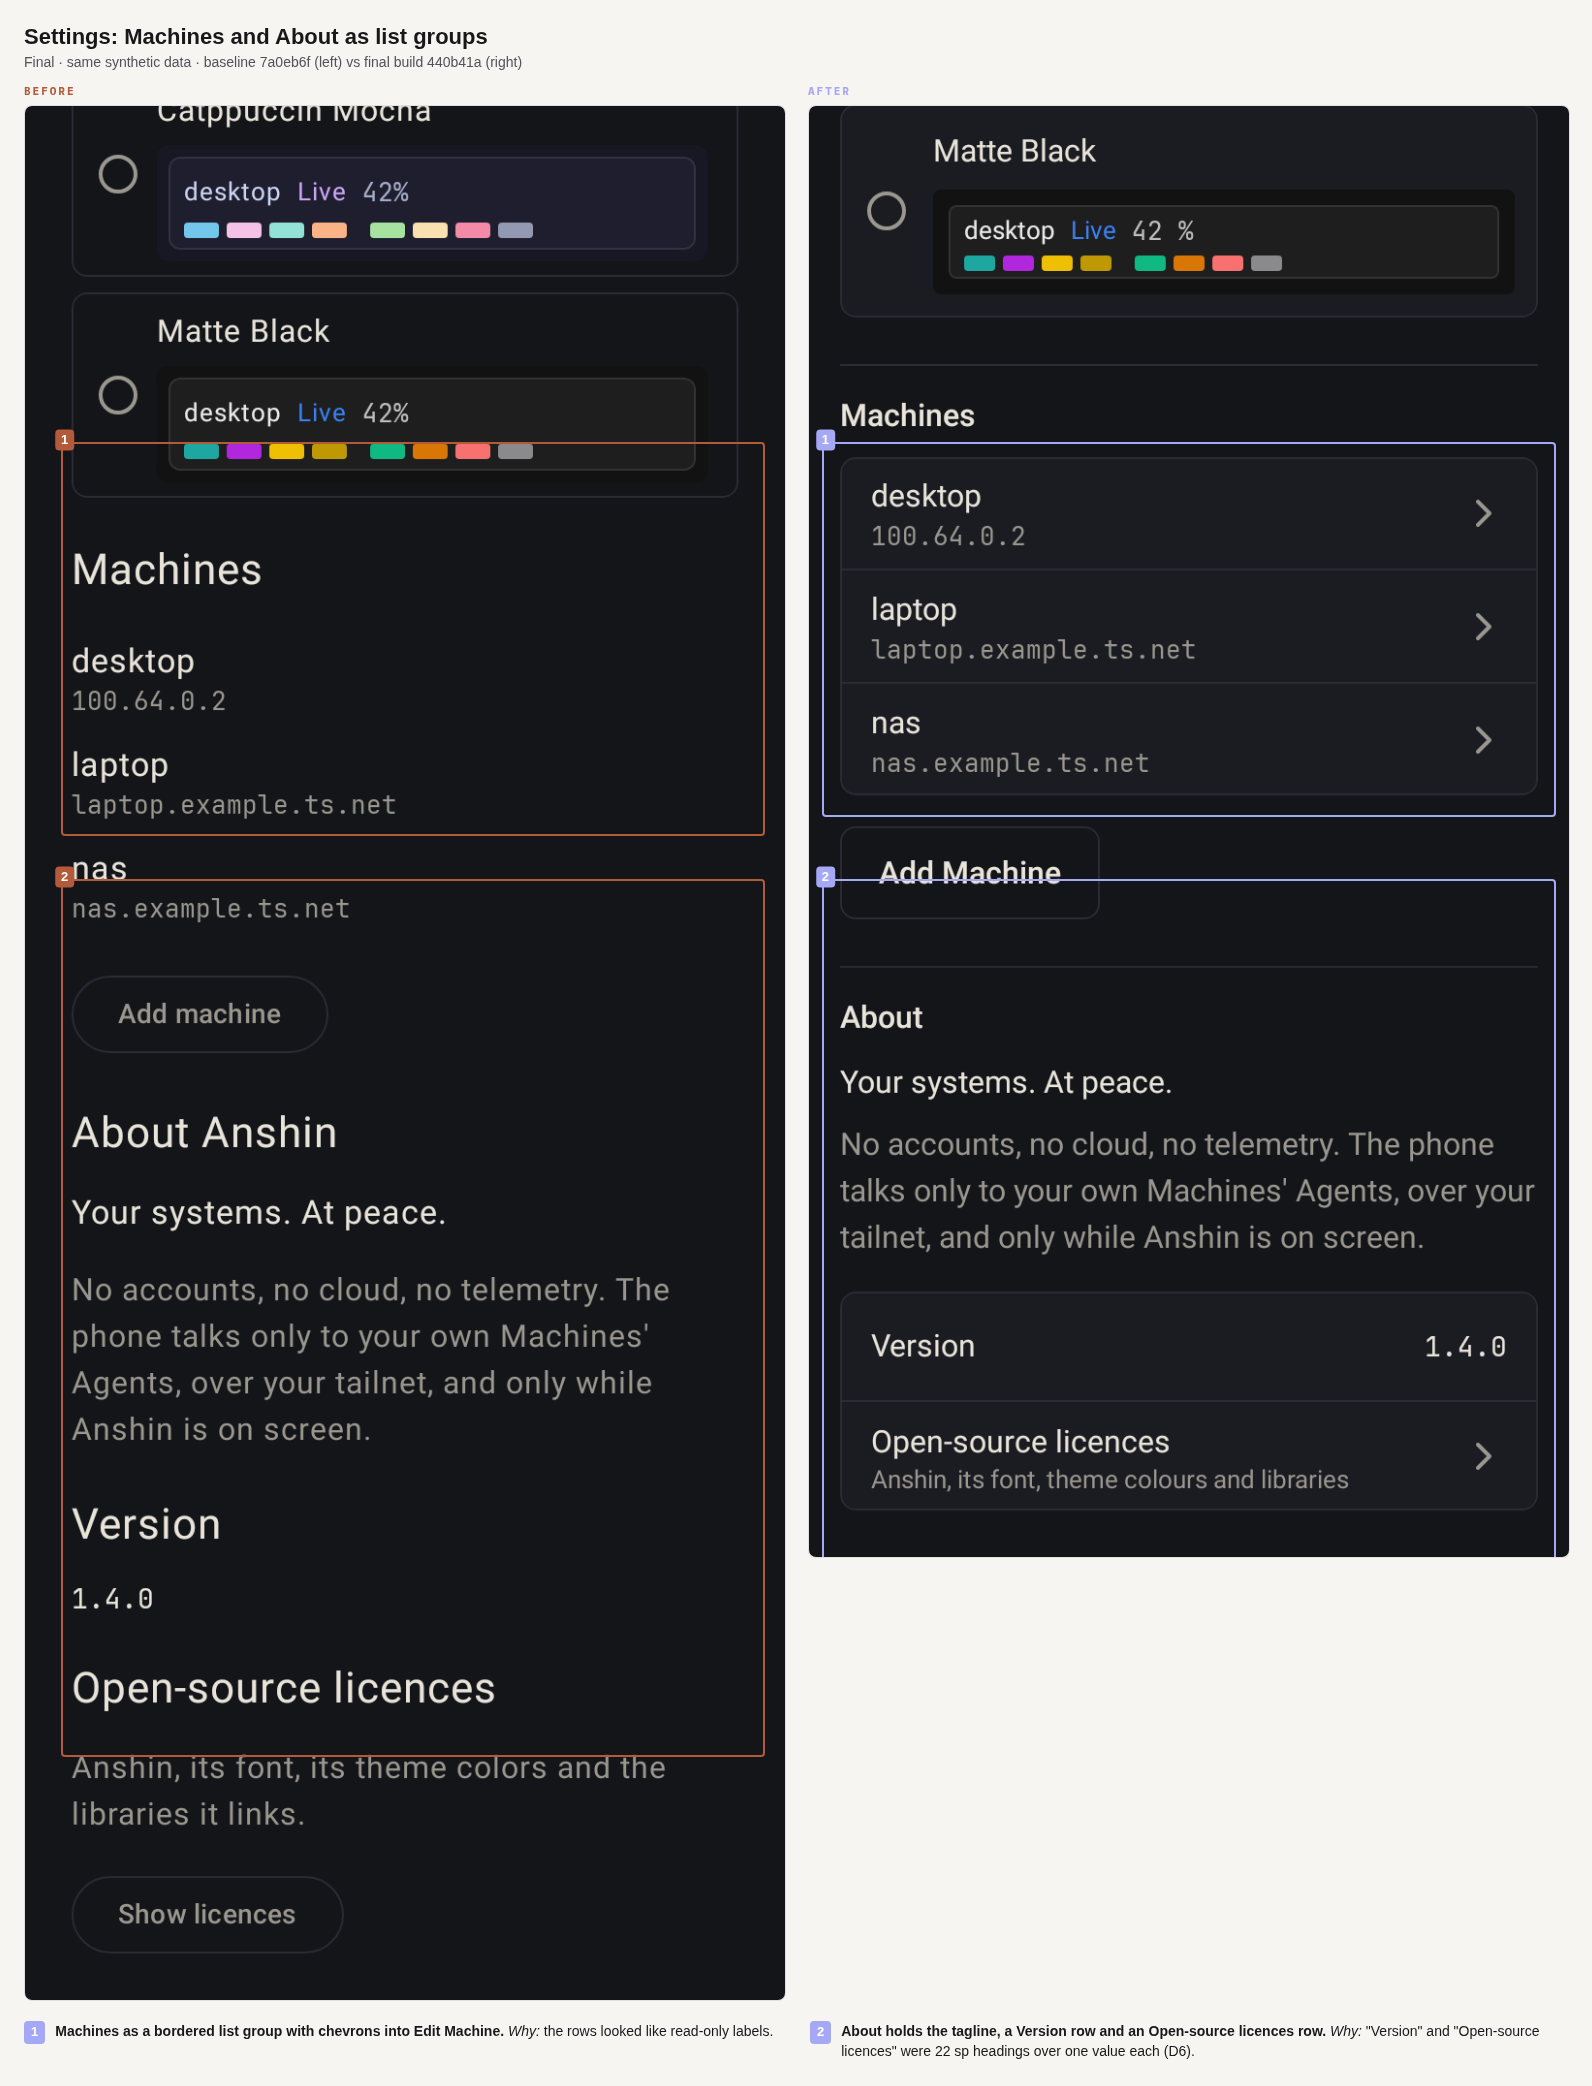 Settings: Machines and About as list groups
Final · same synthetic data · baseline 7a0eb6f (left) vs final build 440b41a (right)
BEFORE
Catppuccin Mocha
desktop Live 42%
Matte Black
desktop Live 42%
1
Machines
desktop
100.64.0.2
laptop
laptop.example.ts.net
nas
2
nas.example.ts.net
Add machine
About Anshin
Your systems. At peace.
No accounts, no cloud, no telemetry. The
phone talks only to your own Machines'
Agents, over your tailnet, and only while
Anshin is on screen.
Version
1.4.0
Open-source licences
Anshin, its font, its theme colors and the
libraries it links.
Show licences
AFTER
Matte Black
desktop Live 42 %
Machines
1
desktop
100.64.0.2
laptop
laptop.example.ts.net
nas
nas.example.ts.net
2
Add Machine
About
Your systems. At peace.
No accounts, no cloud, no telemetry. The phone
talks only to your own Machines' Agents, over your
tailnet, and only while Anshin is on screen.
Version 1.4.0
Open-source licences
Anshin, its font, theme colours and libraries
1 Machines as a bordered list group with chevrons into Edit Machine. Why: the rows looked like read-only labels.
2 About holds the tagline, a Version row and an Open-source licences row. Why: "Version" and "Open-source
licences" were 22 sp headings over one value each (D6).